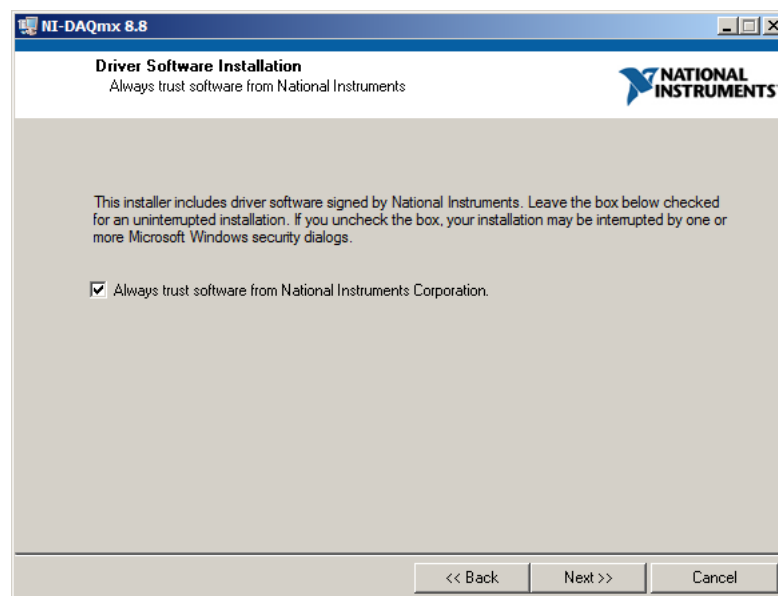 NI-DAQmx 8.8
Driver Software Installation
Always trust software from National Instruments
NATIONAL
INSTRUMENTS
This installer includes driver software signed by National Instruments. Leave the box below checked
for an uninterrupted installation. If you uncheck the box, your installation may be interrupted by one or
more Microsoft Windows security dialogs.
Always trust software from National Instruments Corporation.
<< Back
Next >>
Cancel